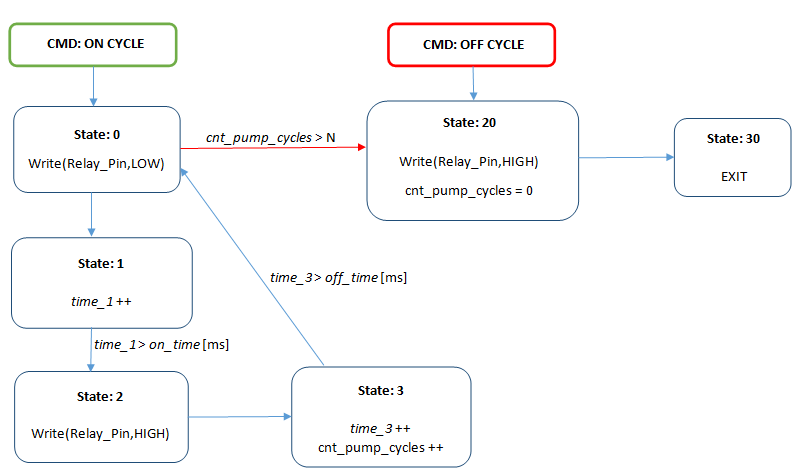 CMD: ON CYCLE
CMD: OFF CYCLE
State: 0
Write(Relay_Pin,LOW)
cnt_pump_cycles > N
State: 20
Write(Relay_Pin,HIGH)
cnt_pump_cycles = 0
State: 30
EXIT
State: 1
time_1 ++
time_3 > off_time [ms]
time_1 > on_time [ms]
State: 2
Write(Relay_Pin,HIGH)
State: 3
time_3 ++
cnt_pump_cycles ++